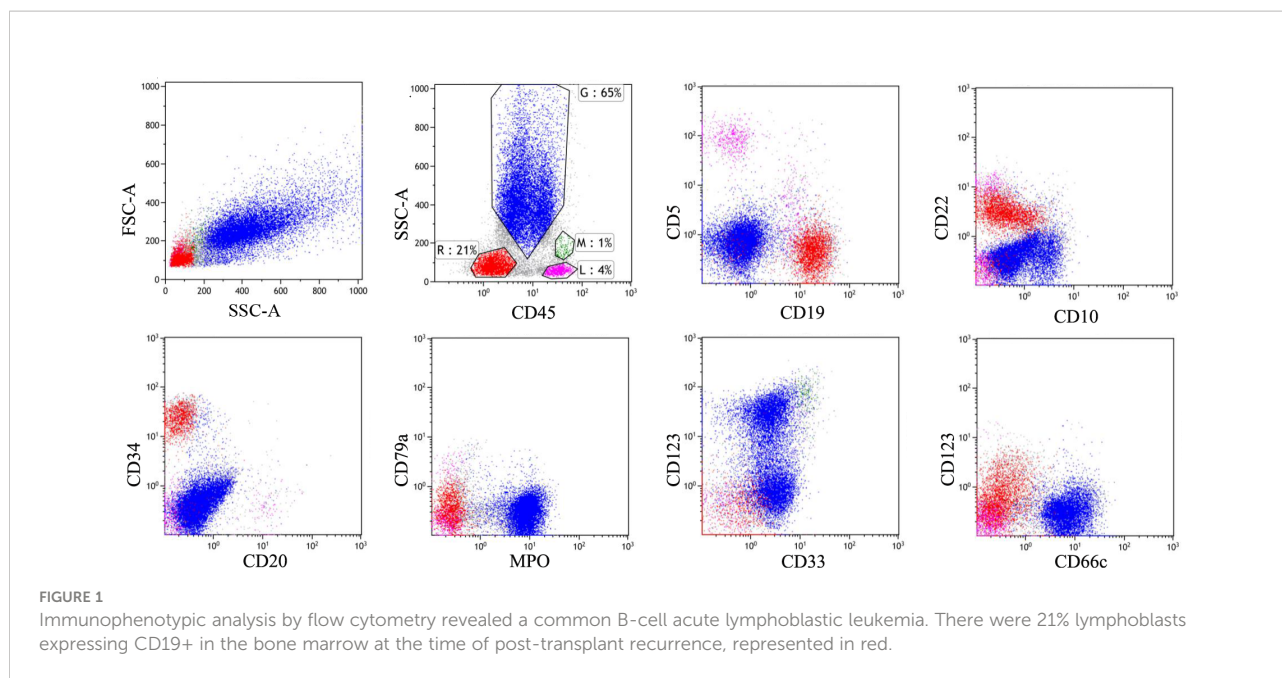 1000
800
600
400
200
0
FSC-A
0 200 400 600 800 1000
SSC-A
1000
800
600
400
200
0
SSC-A
G : 65%
R : 21%
M : 1%
L : 4%
10⁰ 10¹ 10² 10³
CD45
10³
10²
10¹
10⁰
CD5
10⁰ 10¹ 10² 10³
CD19
10³
10²
10¹
10⁰
CD22
10⁰ 10¹ 10² 10³
CD10
10³
10²
10¹
10⁰
CD34
10⁰ 10¹ 10² 10³
CD20
10³
10²
10¹
10⁰
CD79a
10⁰ 10¹ 10² 10³
MPO
10³
10²
10¹
10⁰
CD123
10⁰ 10¹ 10² 10³
CD33
10³
10²
10¹
10⁰
CD123
10⁰ 10¹ 10² 10³
CD66c
FIGURE 1
Immunophenotypic analysis by flow cytometry revealed a common B-cell acute lymphoblastic leukemia. There were 21% lymphoblasts
expressing CD19+ in the bone marrow at the time of post-transplant recurrence, represented in red.